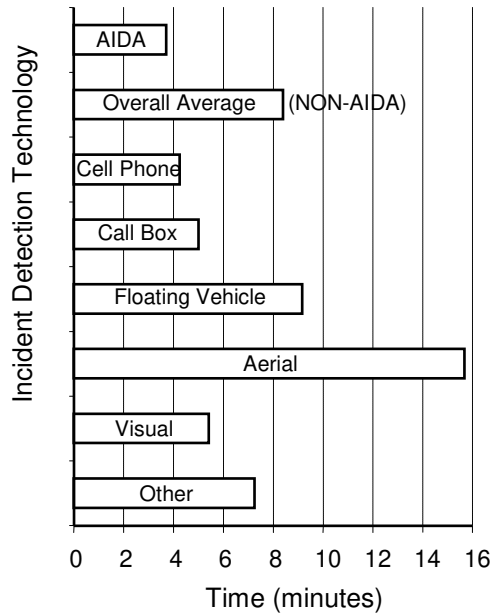 Incident Detection Technology
AIDA
Overall Average (NON-AIDA)
Cell Phone
Call Box
Floating Vehicle
Aerial
Visual
Other
0 2 4 6 8 10 12 14 16
Time (minutes)